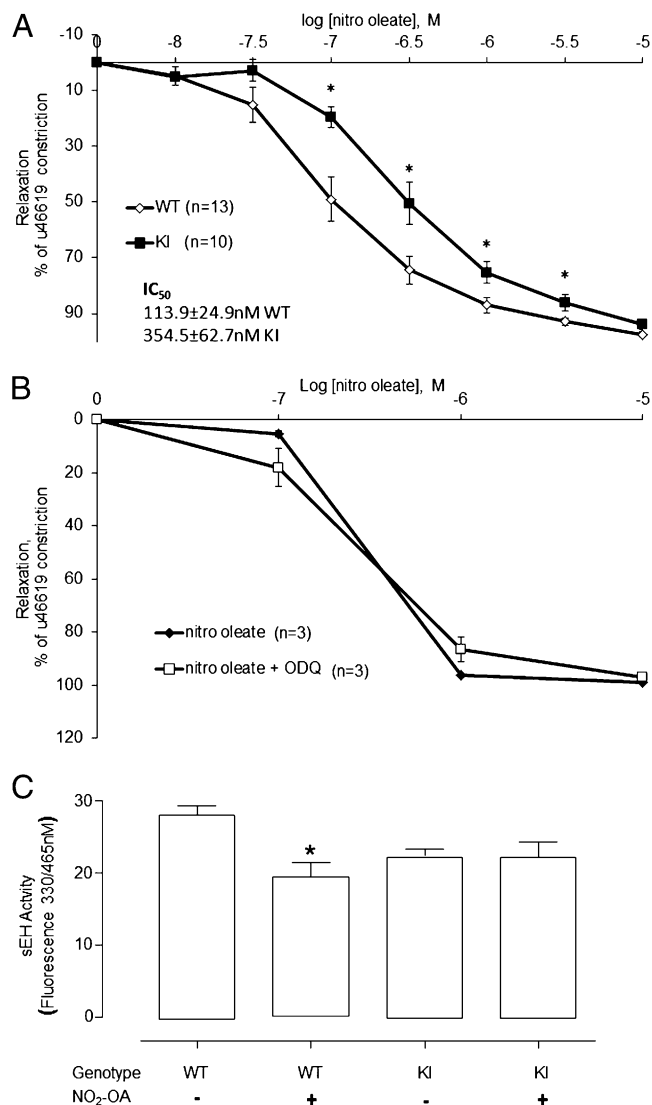 A
log [nitro oleate], M
0 -8 -7.5 -7 -6.5 -6 -5.5 -5
-10
10
30
50
70
90
Relaxation
% of u46619 constriction
* * * *
WT (n=13)
KI (n=10)
IC50
113.9±24.9nM WT
354.5±62.7nM KI
B
Log [nitro oleate], M
0 -7 -6 -5
0
20
40
60
80
100
120
Relaxation,
% of u46619 constriction
nitro oleate (n=3)
nitro oleate + ODQ (n=3)
C
30
20
10
0
sEH Actvity
(Fluorescence 330/465nM)
*
Genotype WT WT KI KI
NO2-OA - + - +